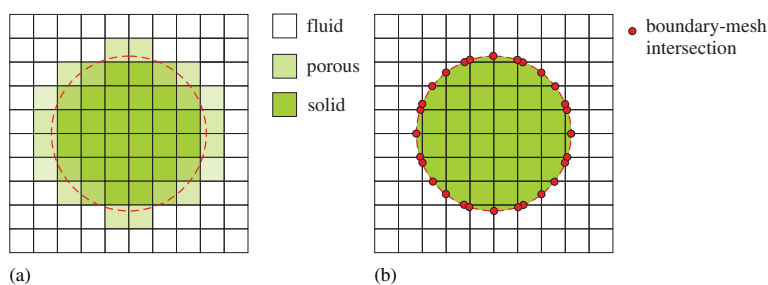 fluid
porous
solid
boundary-mesh
intersection
(a)
(b)